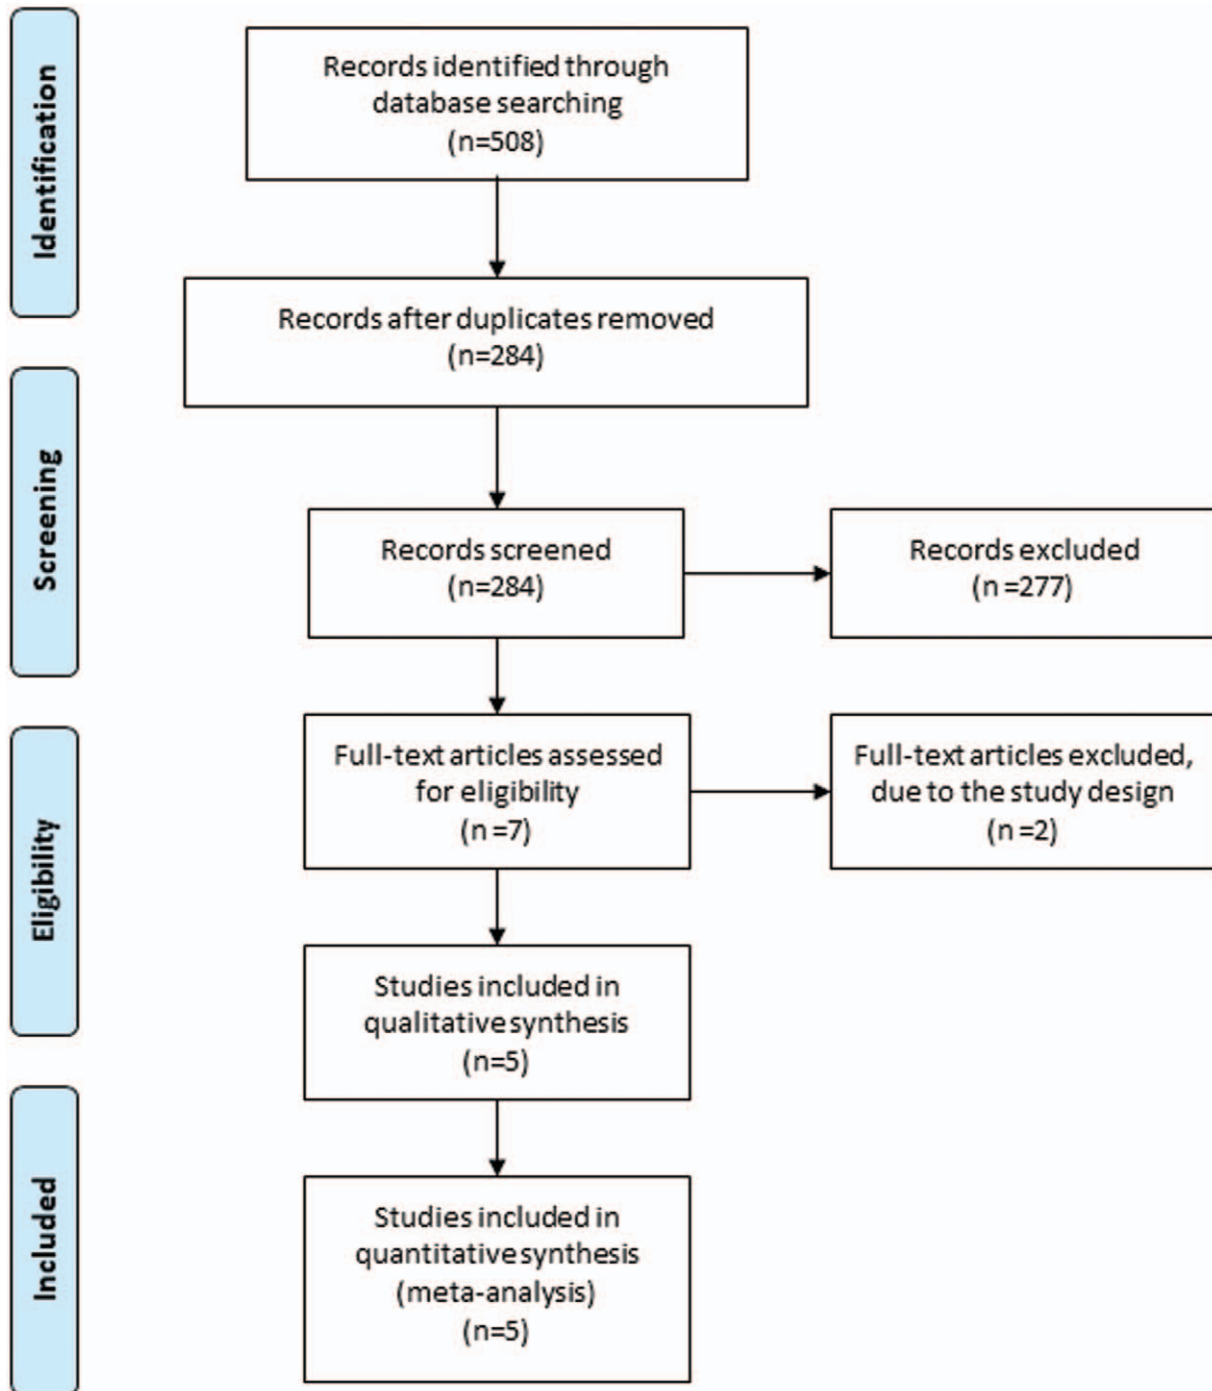 Identification
Records identified through
database searching
(n=508)
Records after duplicates removed
(n=284)
Screening
Records screened
(n=284)
Records excluded
(n =277)
Eligibility
Full-text articles assessed
for eligibility
(n =7)
Full-text articles excluded,
due to the study design
(n =2)
Studies included in
qualitative synthesis
(n=5)
Included
Studies included in
quantitative synthesis
(meta-analysis)
(n=5)